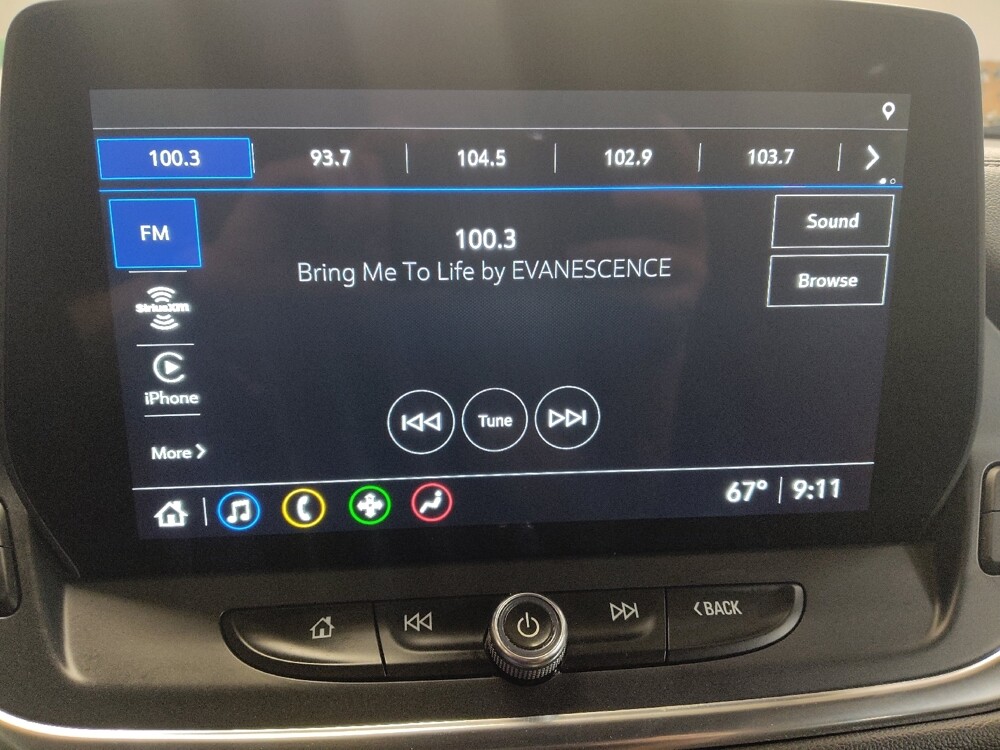 100.3 93.7 104.5 102.9 103.7
FM
100.3
Bring Me To Life by EVANESCENCE
Sound
Browse
SiriusXM
iPhone
Tune
More
67° 9:11
BACK